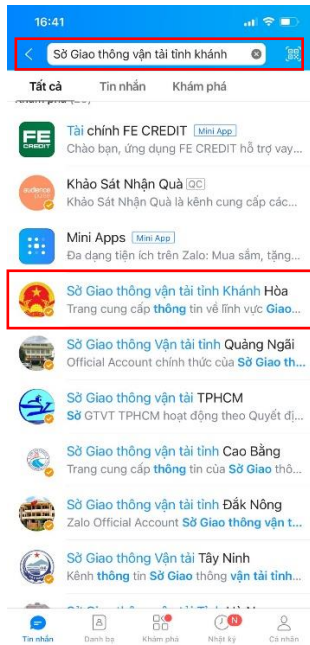 16:41
Sở Giao thông vận tải tỉnh khánh
Tất cả Tin nhắn Khám phá
FE CREDIT
Tài chính FE CREDIT Mini App
Chào bạn, ứng dụng FE CREDIT hỗ trợ vay...
Khảo Sát Nhận Quà QC
Khảo Sát Nhận Quà là kênh cung cấp các...
Mini Apps Mini App
Đa dạng tiện ích trên Zalo: Mua sắm, tặng...
Sở Giao thông vận tải tỉnh Khánh Hòa
Trang cung cấp thông tin về lĩnh vực Giao...
Sở Giao thông Vận tải tỉnh Quảng Ngãi
Official Account chính thức của Sở Giao th...
Sở Giao thông vận tải TPHCM
Sở GTVT TPHCM hoạt động theo Quyết đị...
Sở Giao thông vận tải tỉnh Cao Bằng
Trang cung cấp thông tin của Sở Giao thô...
Sở Giao thông vận tải tỉnh Đắk Nông
Zalo Official Account Sở Giao thông vận t...
Sở Giao thông Vận tải Tây Ninh
Kênh thông tin Sở Giao thông vận tải tỉnh...
Tin nhắn Danh bạ Khám phá Nhật ký N Cá nhân